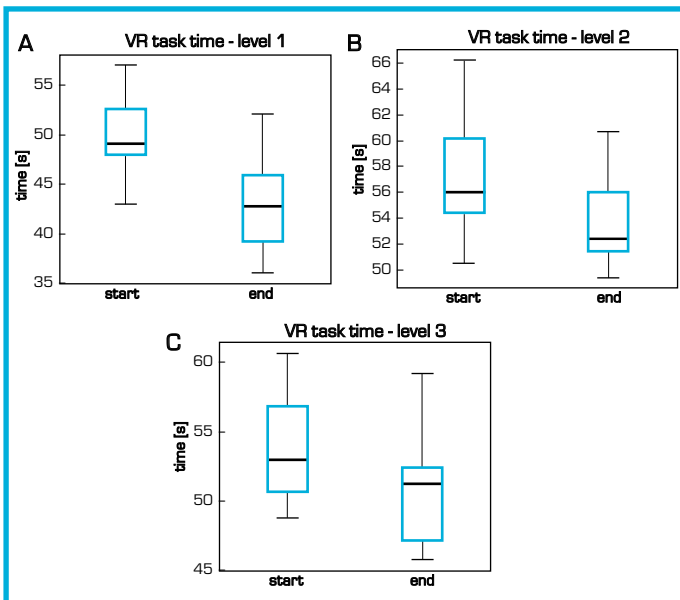 A
VR task time - level 1
time [s]
55
50
45
40
35
start end
B
VR task time - level 2
time [s]
66
64
62
60
58
56
54
52
50
start end
C
VR task time - level 3
time [s]
60
55
50
45
start end